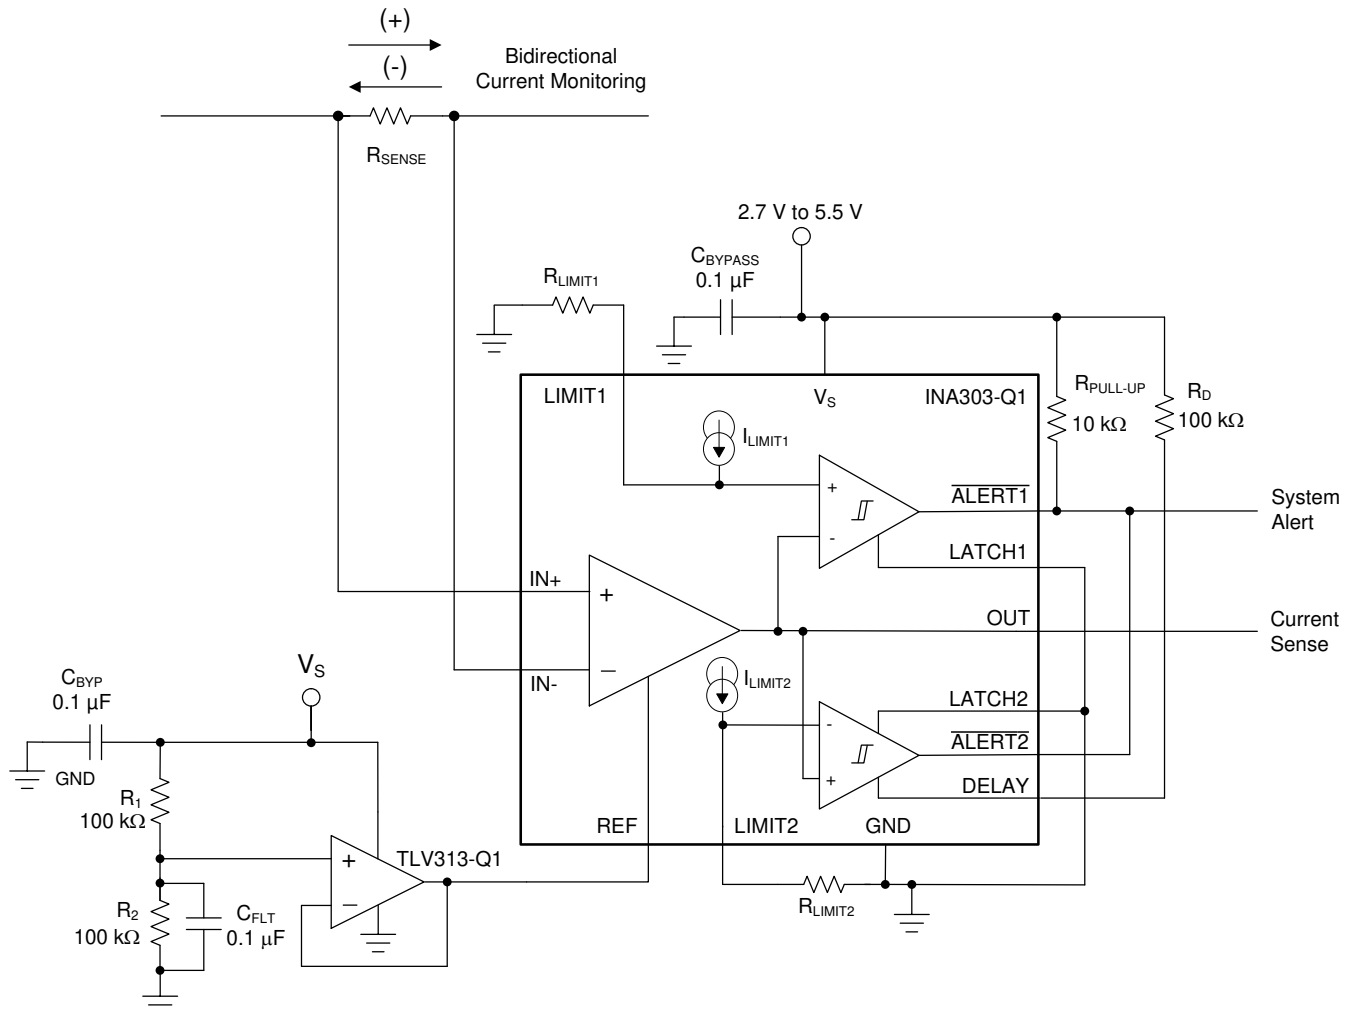 (+)
(-)
Bidirectional
Current Monitoring
RSENSE
2.7 V to 5.5 V
CBYPASS
0.1 µF
RLIMIT1
LIMIT1
VS
INA303-Q1
RPULL-UP
10 kΩ
RD
100 kΩ
ILIMIT1
+
-
ALERT1
System
Alert
LATCH1
IN+
+
OUT
Current
Sense
IN-
–
ILIMIT2
LATCH2
-
+
ALERT2
DELAY
REF
LIMIT2
GND
RLIMIT2
VS
CBYP
0.1 µF
GND
R1
100 kΩ
TLV313-Q1
+
–
R2
100 kΩ
CFLT
0.1 µF